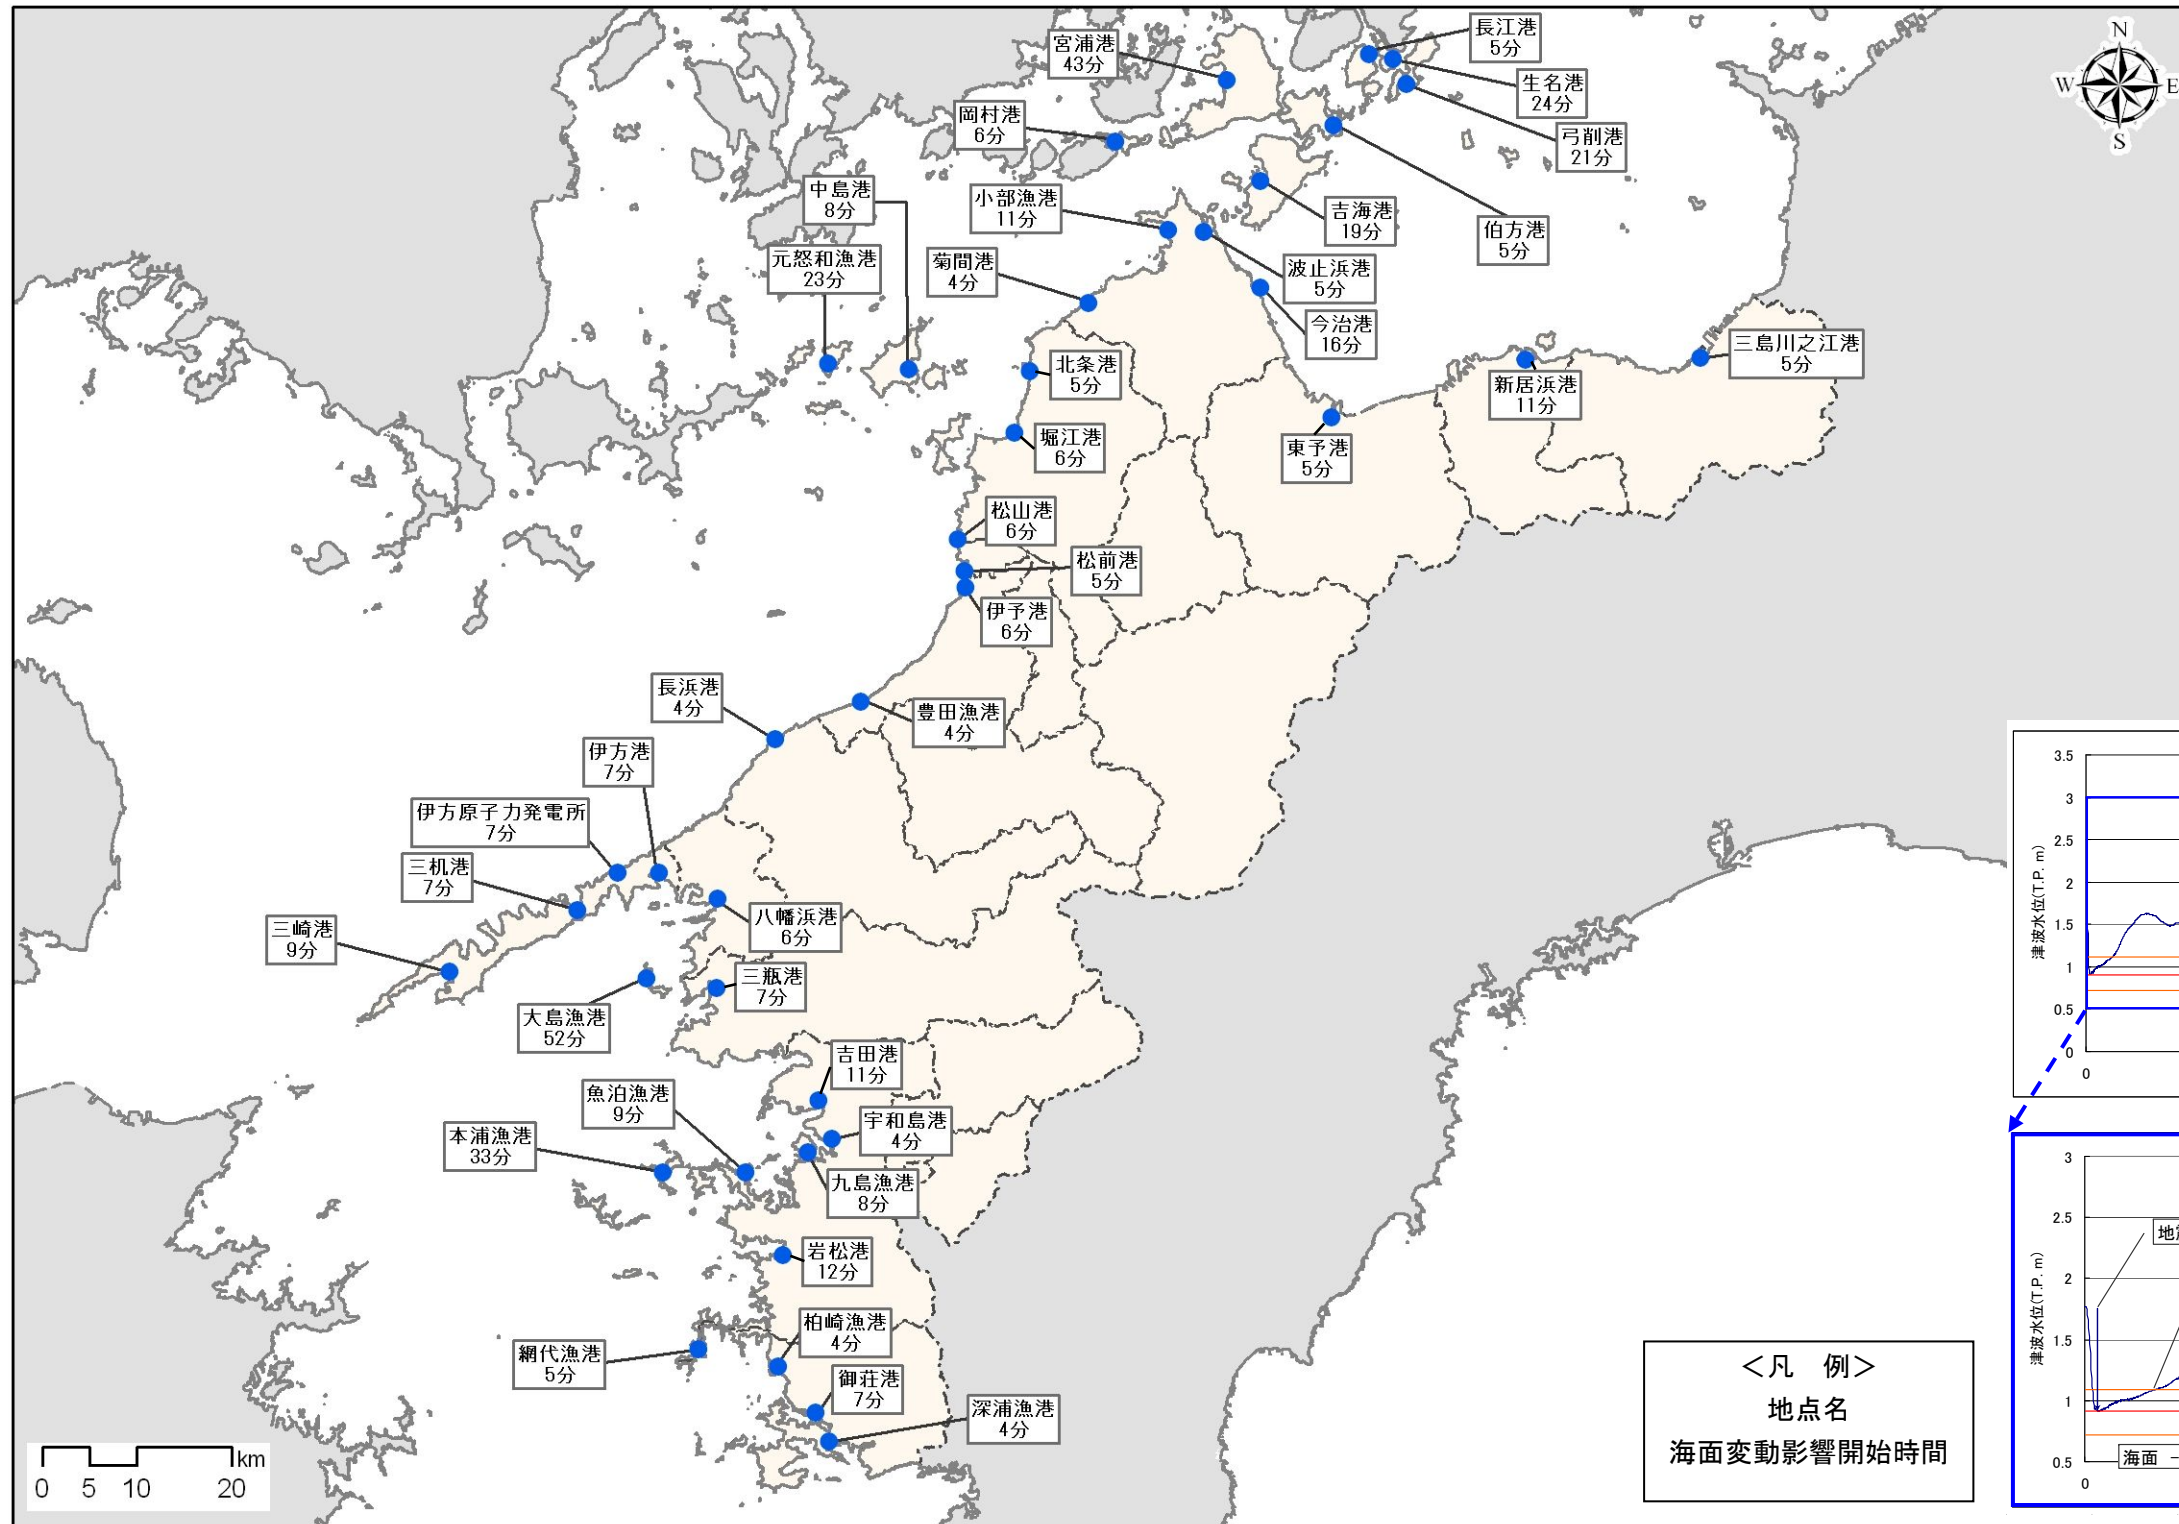 長江港
5分
宮浦港
43分
N
W
E
S
生名港
24分
岡村港
6分
弓削港
21分
中島港
8分
小部漁港
11分
吉海港
19分
伯方港
5分
元怒和漁港
23分
菊間港
4分
波止浜港
5分
今治港
16分
三島川之江港
5分
北条港
5分
新居浜港
11分
堀江港
6分
東予港
5分
松山港
6分
松前港
5分
伊予港
6分
長浜港
4分
豊田漁港
4分
伊方港
7分
伊方原子力発電所
7分
三机港
7分
三崎港
9分
八幡浜港
6分
三瓶港
7分
大島漁港
52分
吉田港
11分
魚泊漁港
9分
宇和島港
4分
本浦漁港
33分
九島漁港
8分
岩松港
12分
柏崎漁港
4分
網代漁港
5分
御荘港
7分
深浦漁港
4分
km
0 5 10 20
＜凡　例＞
地点名
海面変動影響開始時間
3.5
3
2.5
2
1.5
1
0.5
0
0
津波水位(T.P. m)
3
2.5
2
1.5
1
0.5
0
津波水位(T.P. m)
海面 －